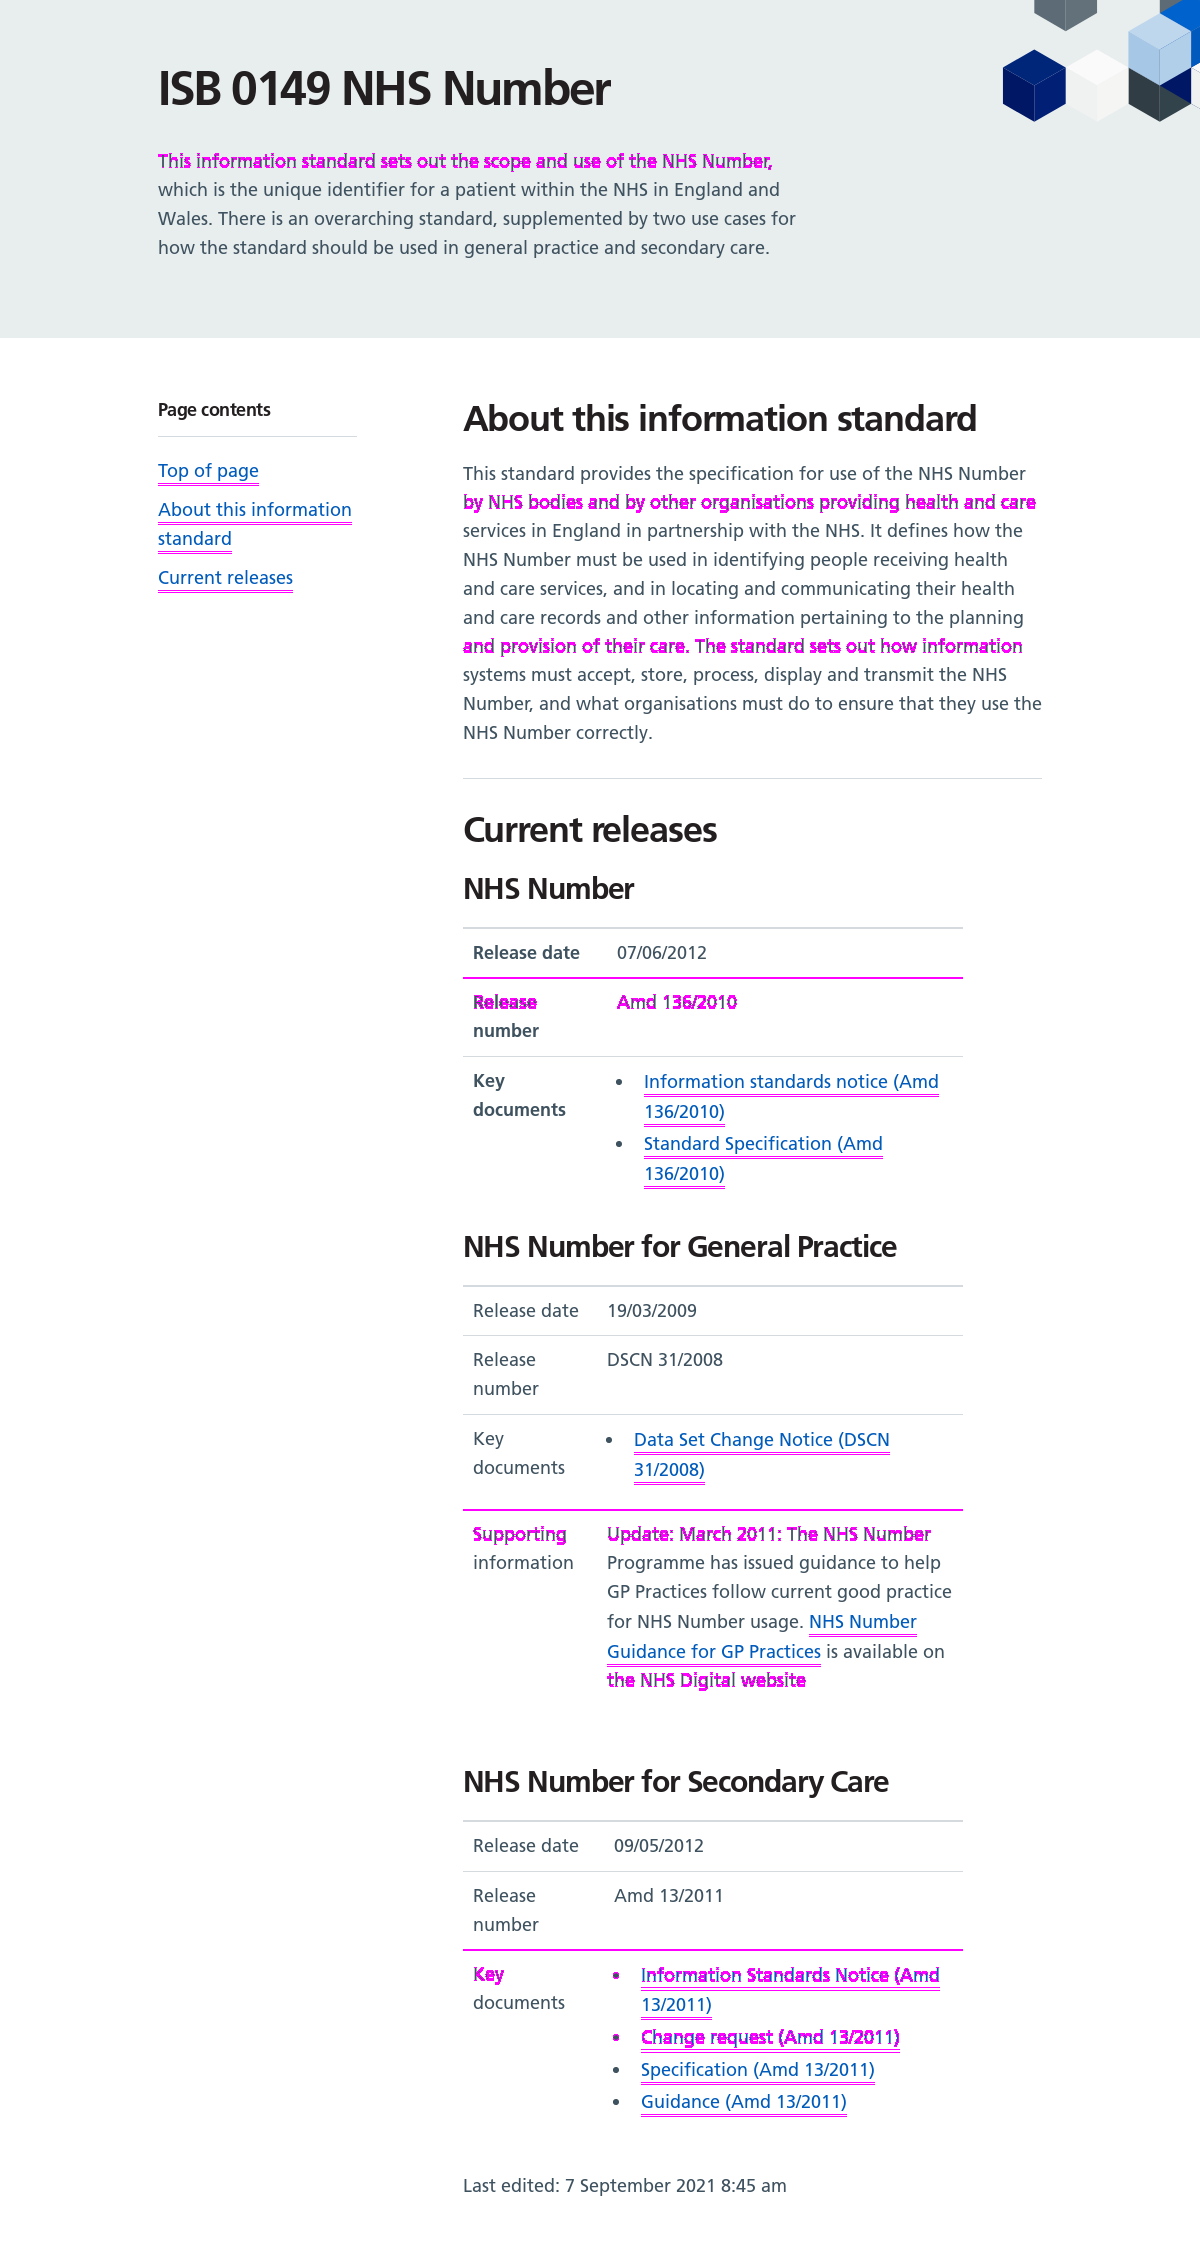 ISB 0149 NHS Number
This information standard sets out the scope and use of the NHS Number,
which is the unique identifier for a patient within the NHS in England and
Wales. There is an overarching standard, supplemented by two use cases for
how the standard should be used in general practice and secondary care.
Page contents
Top of page
About this information
standard
Current releases
About this information standard
This standard provides the specification for use of the NHS Number
by NHS bodies and by other organisations providing health and care
services in England in partnership with the NHS. It defines how the
NHS Number must be used in identifying people receiving health
and care services, and in locating and communicating their health
and care records and other information pertaining to the planning
and provision of their care. The standard sets out how information
systems must accept, store, process, display and transmit the NHS
Number, and what organisations must do to ensure that they use the
NHS Number correctly.
Current releases
NHS Number
Release date 07/06/2012
Release Amd 136/2010
number
Key
documents
• Information standards notice (Amd
136/2010)
• Standard Specification (Amd
136/2010)
NHS Number for General Practice
Release date 19/03/2009
Release DSCN 31/2008
number
Key
documents
• Data Set Change Notice (DSCN
31/2008)
Supporting
information
Update: March 2011: The NHS Number
Programme has issued guidance to help
GP Practices follow current good practice
for NHS Number usage. NHS Number
Guidance for GP Practices is available on
the NHS Digital website
NHS Number for Secondary Care
Release date 09/05/2012
Release Amd 13/2011
number
Key
documents
• Information Standards Notice (Amd
13/2011)
• Change request (Amd 13/2011)
• Specification (Amd 13/2011)
• Guidance (Amd 13/2011)
Last edited: 7 September 2021 8:45 am